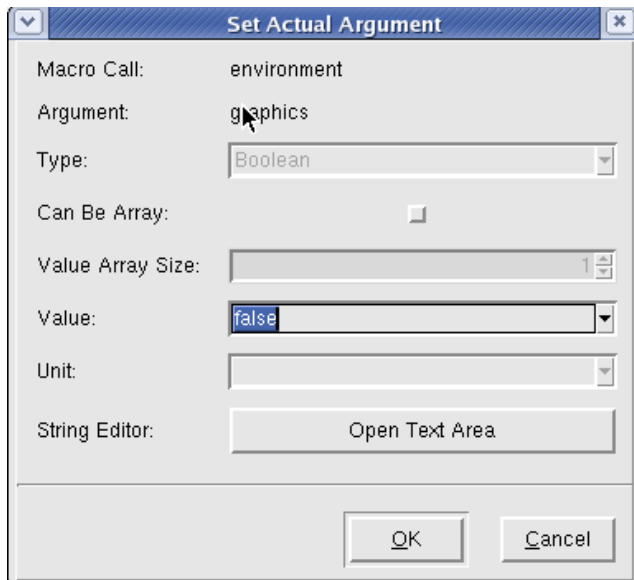 Set Actual Argument
Macro Call: environment
Argument: graphics
Type: Boolean
Can Be Array:
Value Array Size: 1
Value: false
Unit:
String Editor: Open Text Area
OK Cancel